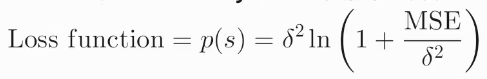 Loss function = p(s) = δ² ln (1 + MSE/δ²)